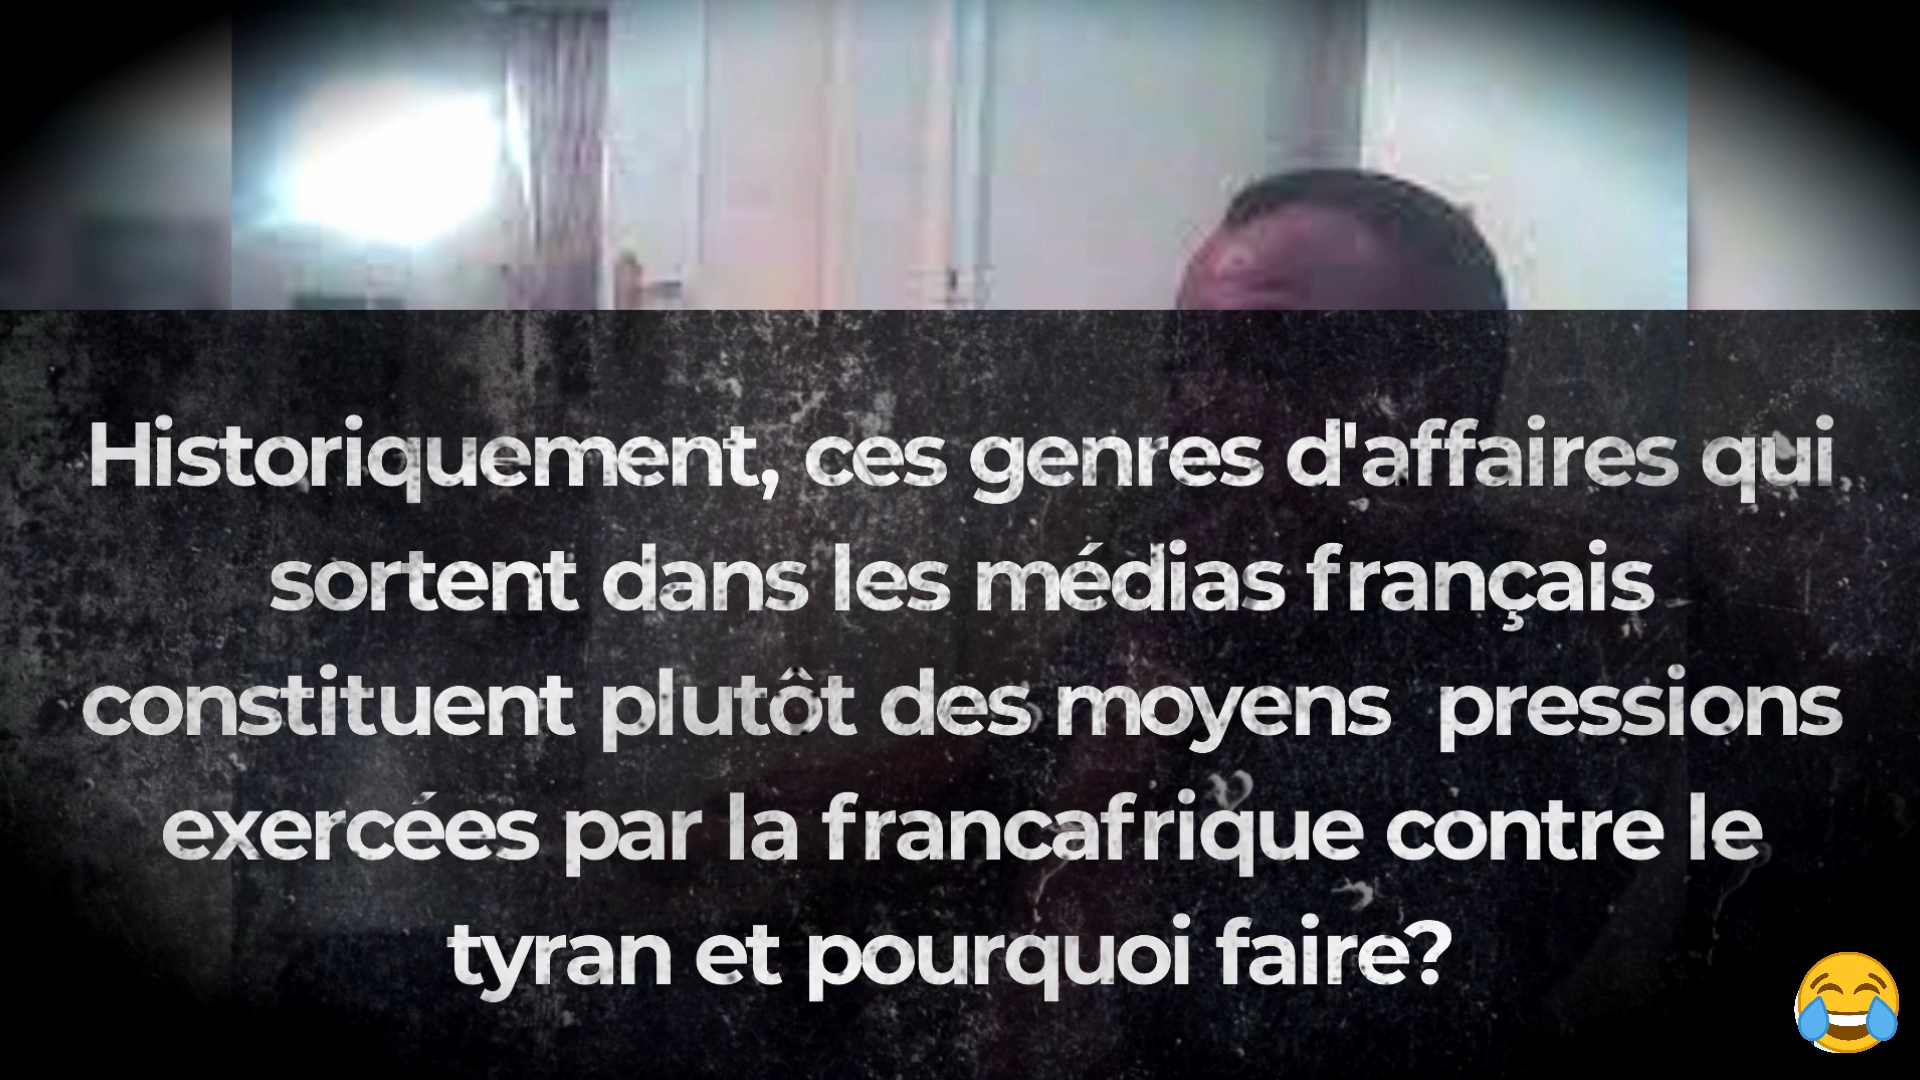 Historiquement, ces genres d'affaires qui
sortent dans les médias français
constituent plutôt des moyens  pressions
exercées par la francafrique contre le
tyran et pourquoi faire?